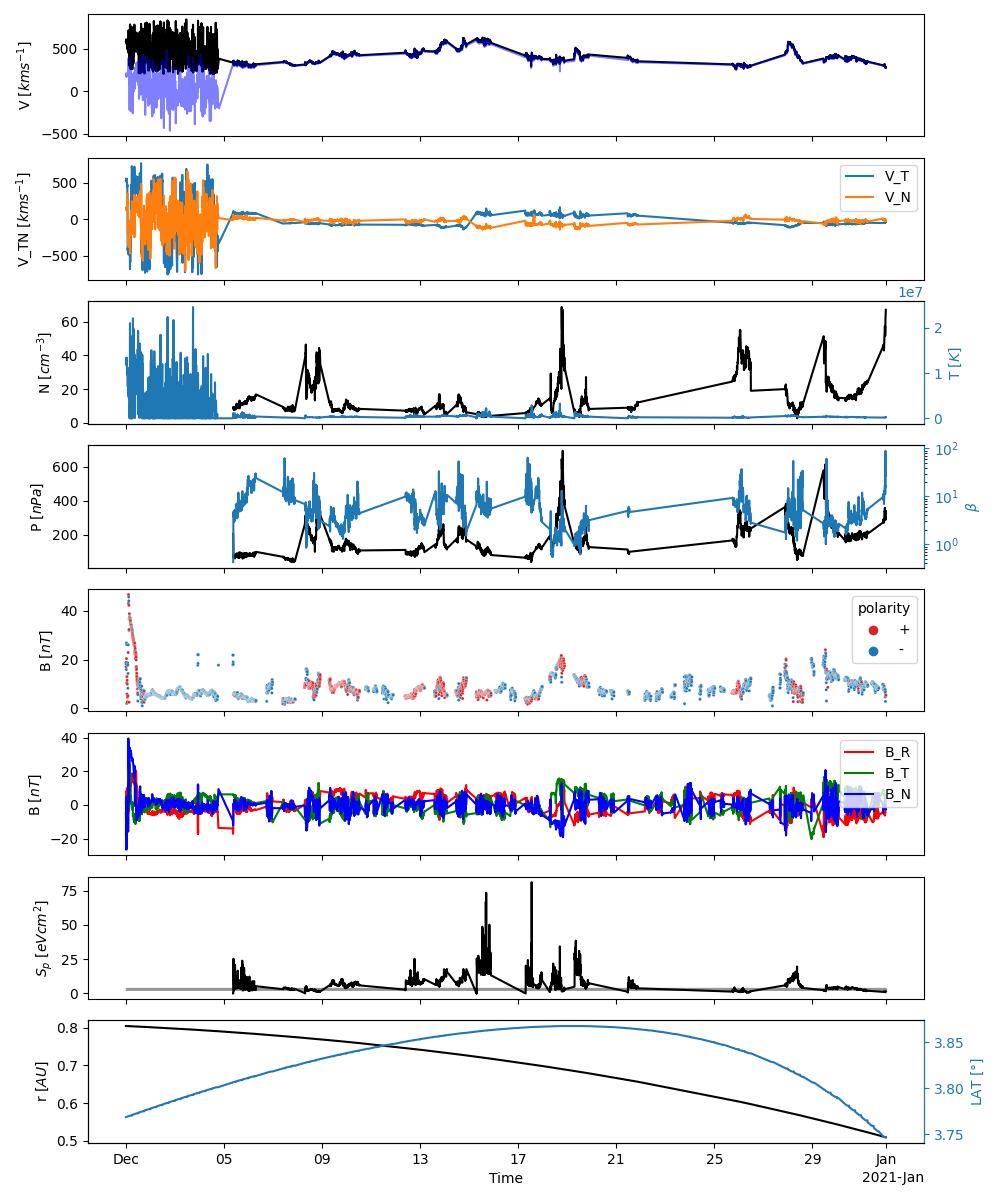 500
0
−500
V [kms⁻¹]
500
0
−500
V_TN [kms⁻¹]
V_T
V_N
1e7
60
40
20
0
N [cm⁻³]
2
1
0
T [K]
600
400
200
P [nPa]
10²
10¹
10⁰
β
40
20
0
B [nT]
polarity
+
-
40
20
0
−20
B [nT]
B_R
B_T
B_N
75
50
25
0
Sₚ [eVcm²]
0.8
0.7
0.6
0.5
r [AU]
3.85
3.80
3.75
LAT [°]
Dec 05 09 13 17 21 25 29 Jan
Time
2021-Jan